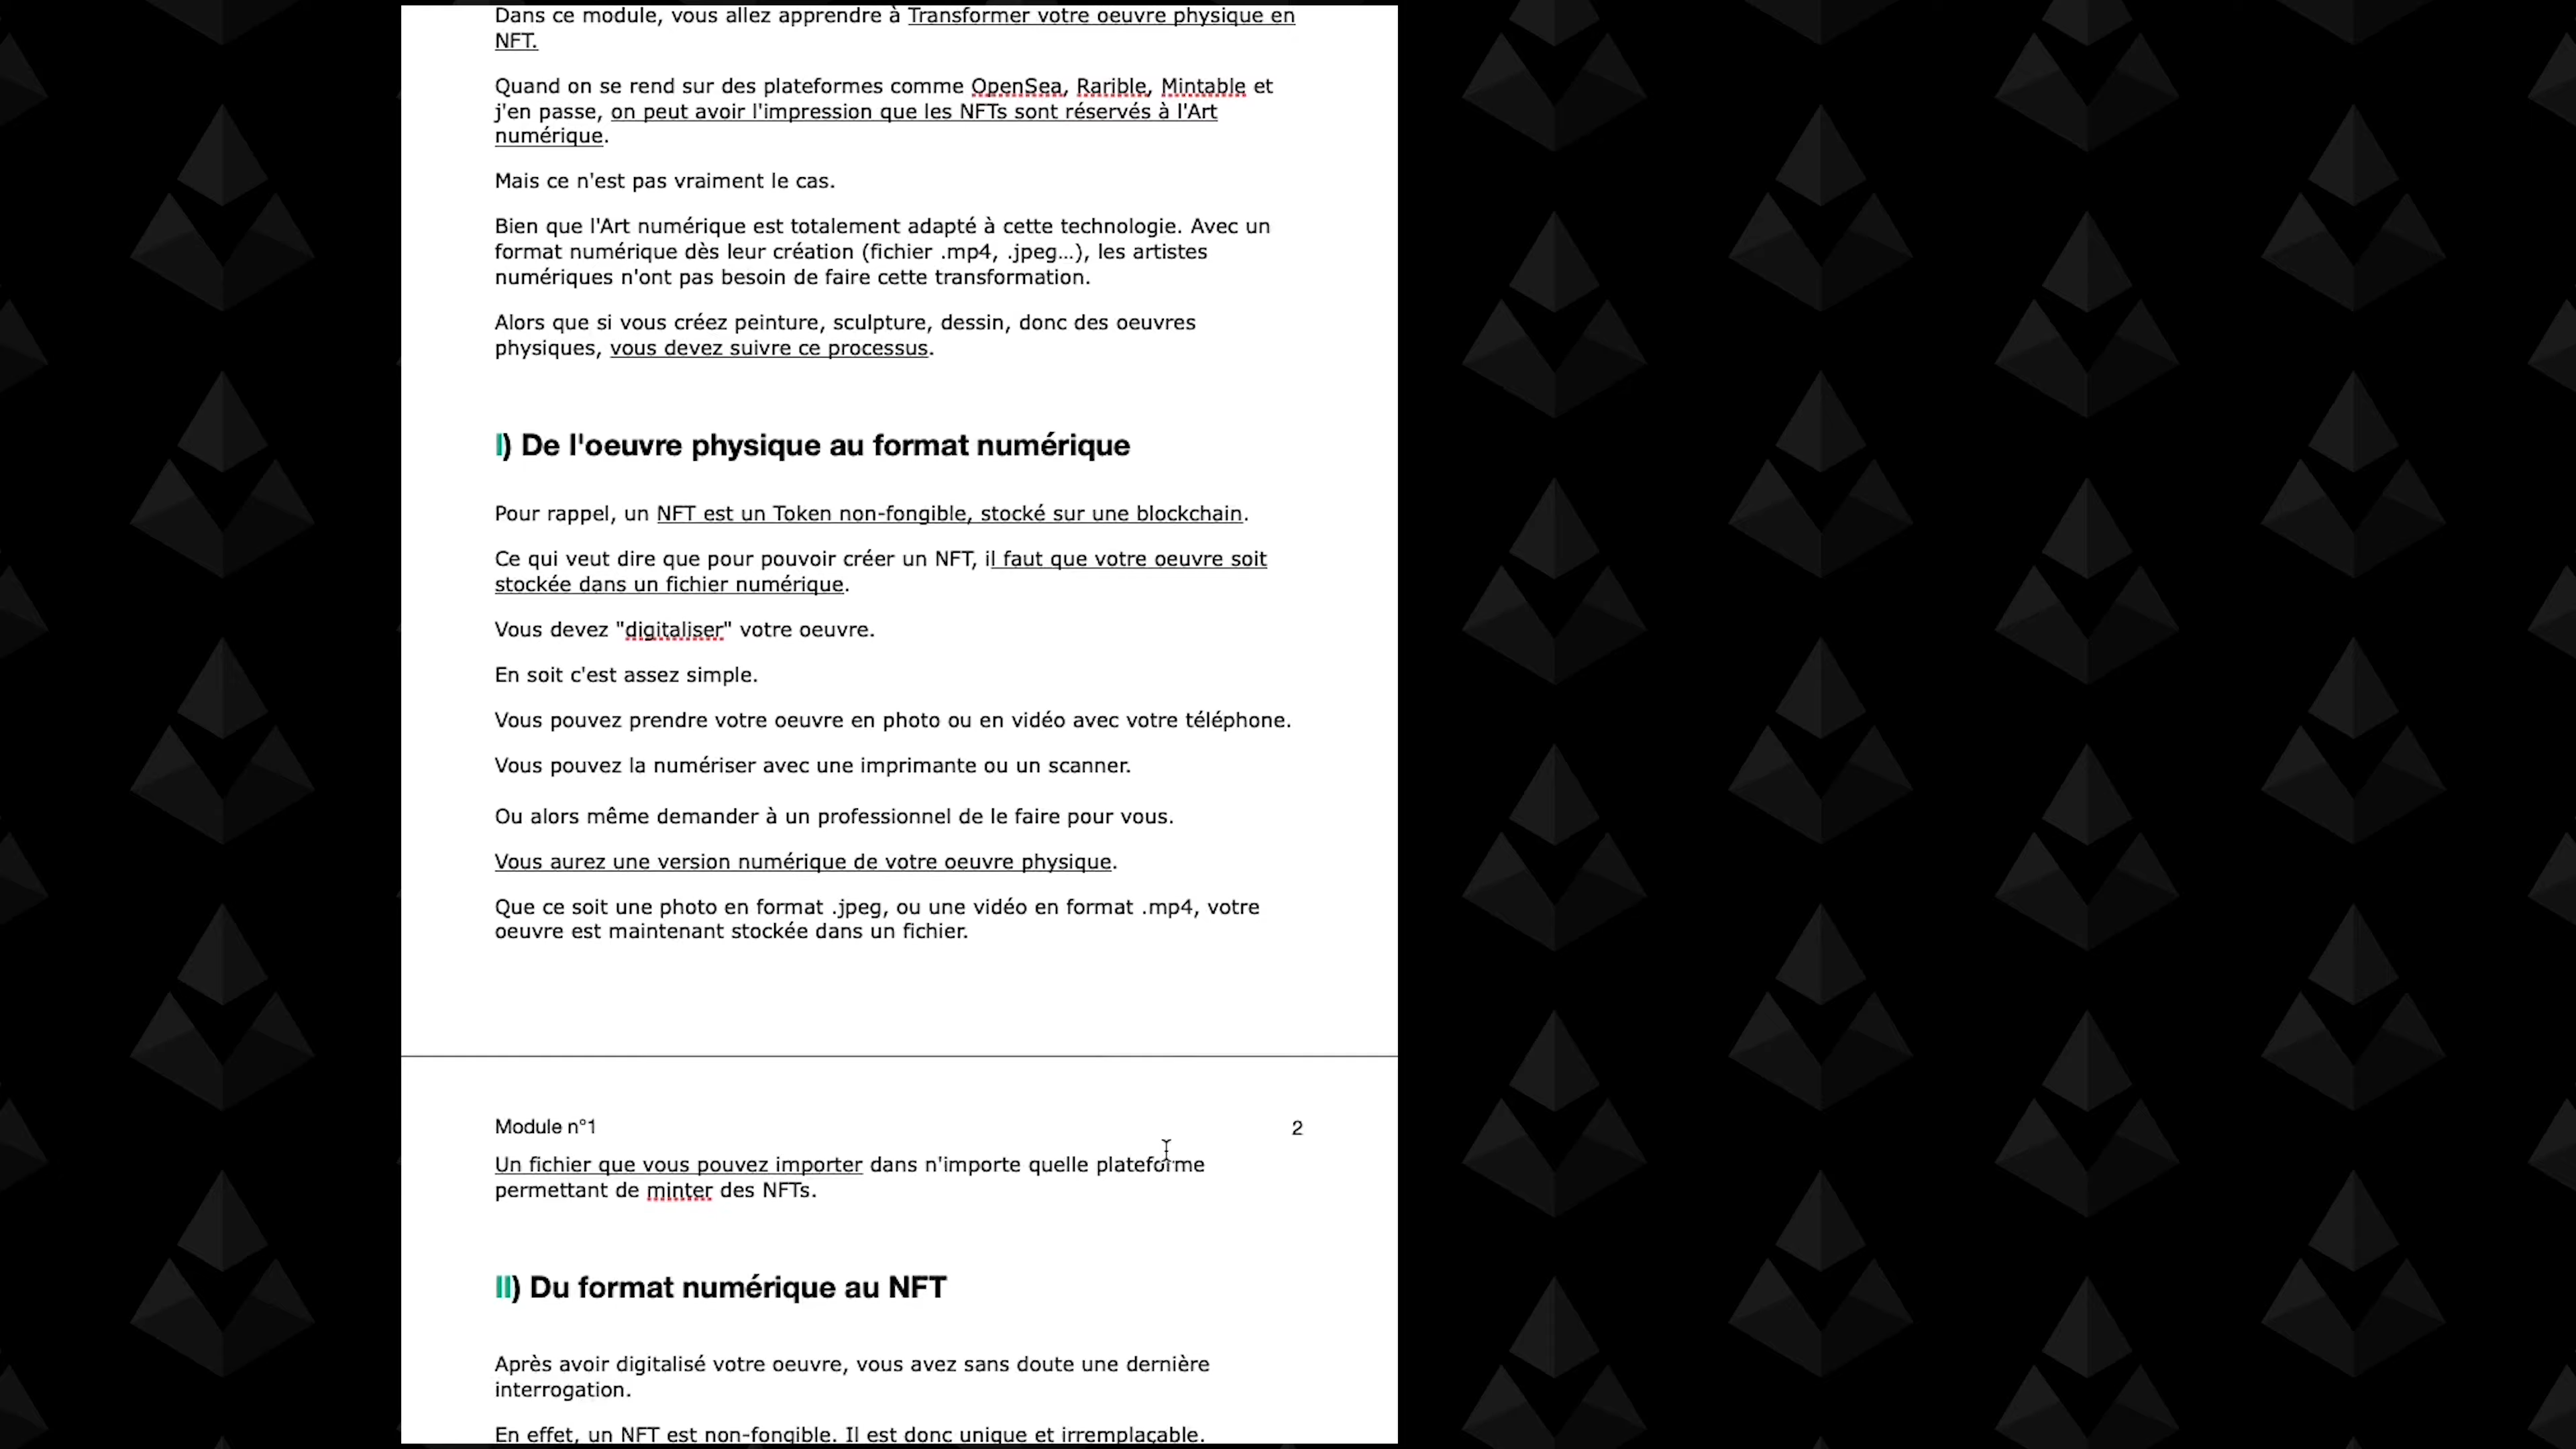 Dans ce module, vous allez apprendre à Transformer votre oeuvre physique en
NFT.
Quand on se rend sur des plateformes comme OpenSea, Rarible, Mintable et
j'en passe, on peut avoir l'impression que les NFTs sont réservés à l'Art
numérique.
Mais ce n'est pas vraiment le cas.
Bien que l'Art numérique est totalement adapté à cette technologie. Avec un
format numérique dès leur création (fichier .mp4, .jpeg...), les artistes
numériques n'ont pas besoin de faire cette transformation.
Alors que si vous créez peinture, sculpture, dessin, donc des oeuvres
physiques, vous devez suivre ce processus.
I) De l'oeuvre physique au format numérique
Pour rappel, un NFT est un Token non-fongible, stocké sur une blockchain.
Ce qui veut dire que pour pouvoir créer un NFT, il faut que votre oeuvre soit
stockée dans un fichier numérique.
Vous devez "digitaliser" votre oeuvre.
En soit c'est assez simple.
Vous pouvez prendre votre oeuvre en photo ou en vidéo avec votre téléphone.
Vous pouvez la numériser avec une imprimante ou un scanner.
Ou alors même demander à un professionnel de le faire pour vous.
Vous aurez une version numérique de votre oeuvre physique.
Que ce soit une photo en format .jpeg, ou une vidéo en format .mp4, votre
oeuvre est maintenant stockée dans un fichier.
Module n°1 2
Un fichier que vous pouvez importer dans n'importe quelle plateforme
permettant de minter des NFTs.
II) Du format numérique au NFT
Après avoir digitalisé votre oeuvre, vous avez sans doute une dernière
interrogation.
En effet, un NFT est non-fongible. Il est donc unique et irremplaçable.